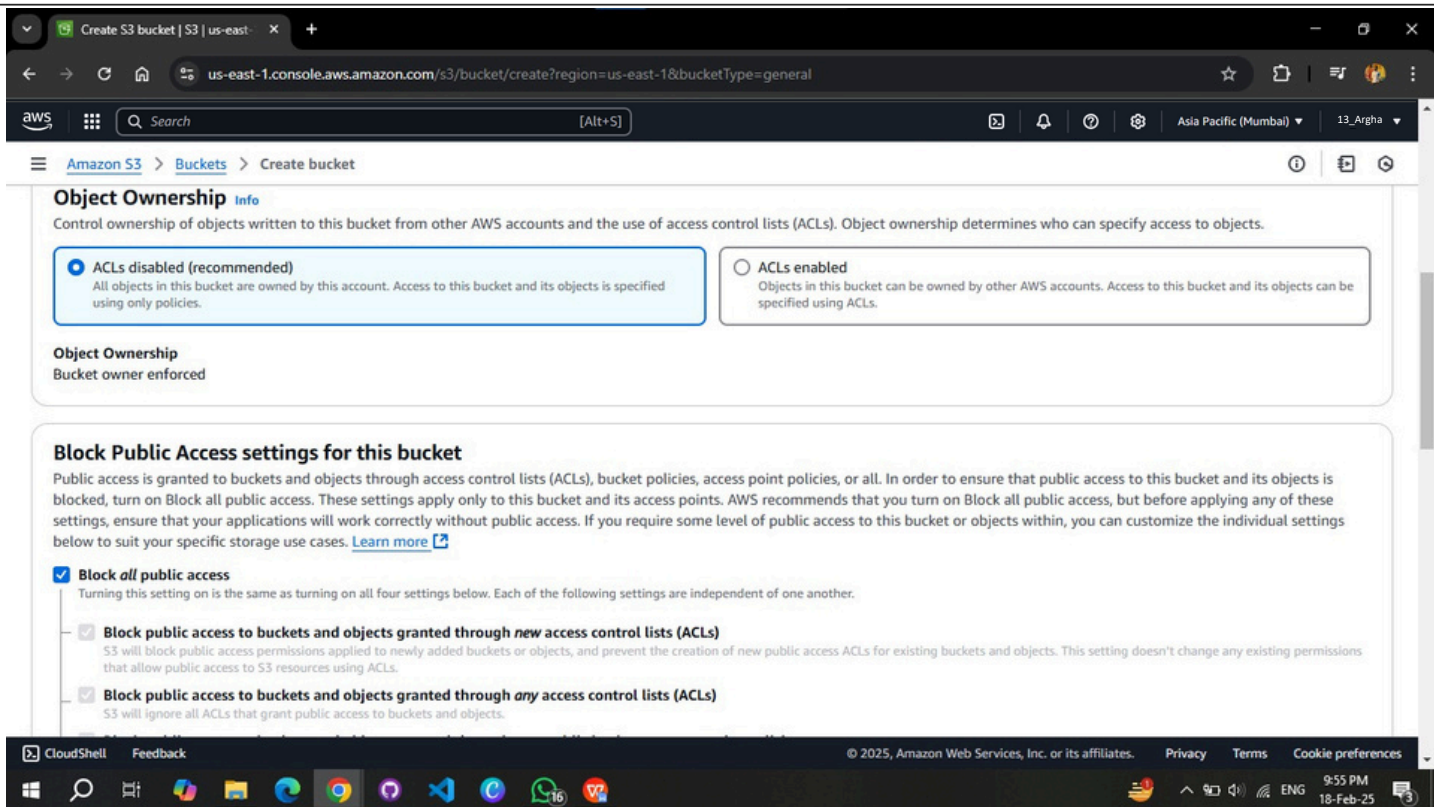 Create S3 bucket | S3 | us-east-
us-east-1.console.aws.amazon.com/s3/bucket/create?region=us-east-1&bucketType=general
aws
Search
[Alt+S]
Asia Pacific (Mumbai)
13_Argha
Amazon S3 > Buckets > Create bucket
Object Ownership Info
Control ownership of objects written to this bucket from other AWS accounts and the use of access control lists (ACLs). Object ownership determines who can specify access to objects.
ACLs disabled (recommended)
All objects in this bucket are owned by this account. Access to this bucket and its objects is specified
using only policies.
ACLs enabled
Objects in this bucket can be owned by other AWS accounts. Access to this bucket and its objects can be
specified using ACLs.
Object Ownership
Bucket owner enforced
Block Public Access settings for this bucket
Public access is granted to buckets and objects through access control lists (ACLs), bucket policies, access point policies, or all. In order to ensure that public access to this bucket and its objects is
blocked, turn on Block all public access. These settings apply only to this bucket and its access points. AWS recommends that you turn on Block all public access, but before applying any of these
settings, ensure that your applications will work correctly without public access. If you require some level of public access to this bucket or objects within, you can customize the individual settings
below to suit your specific storage use cases. Learn more
Block all public access
Turning this setting on is the same as turning on all four settings below. Each of the following settings are independent of one another.
Block public access to buckets and objects granted through new access control lists (ACLs)
S3 will block public access permissions applied to newly added buckets or objects, and prevent the creation of new public access ACLs for existing buckets and objects. This setting doesn't change any existing permissions
that allow public access to S3 resources using ACLs.
Block public access to buckets and objects granted through any access control lists (ACLs)
S3 will ignore all ACLs that grant public access to buckets and objects.
CloudShell Feedback
© 2025, Amazon Web Services, Inc. or its affiliates. Privacy Terms Cookie preferences
16
ENG
9:55 PM
18-Feb-25
3